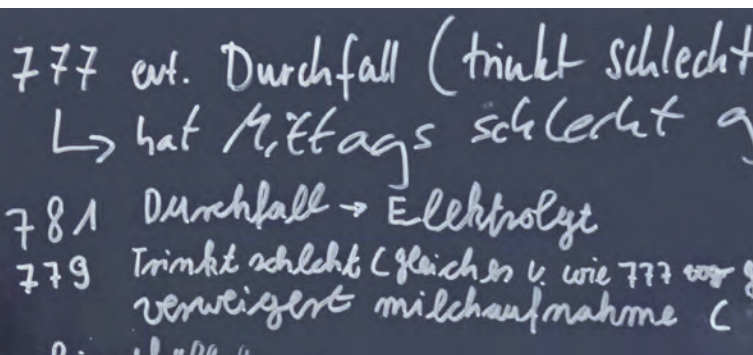 777 evt. Durchfall (trinkt schlecht
↳ hat Mittags schlecht g
781 Durchfall → Elektrolyt
779 Trinkt schlecht (gleiches v. wie 777
verweigert milchaufnahme (